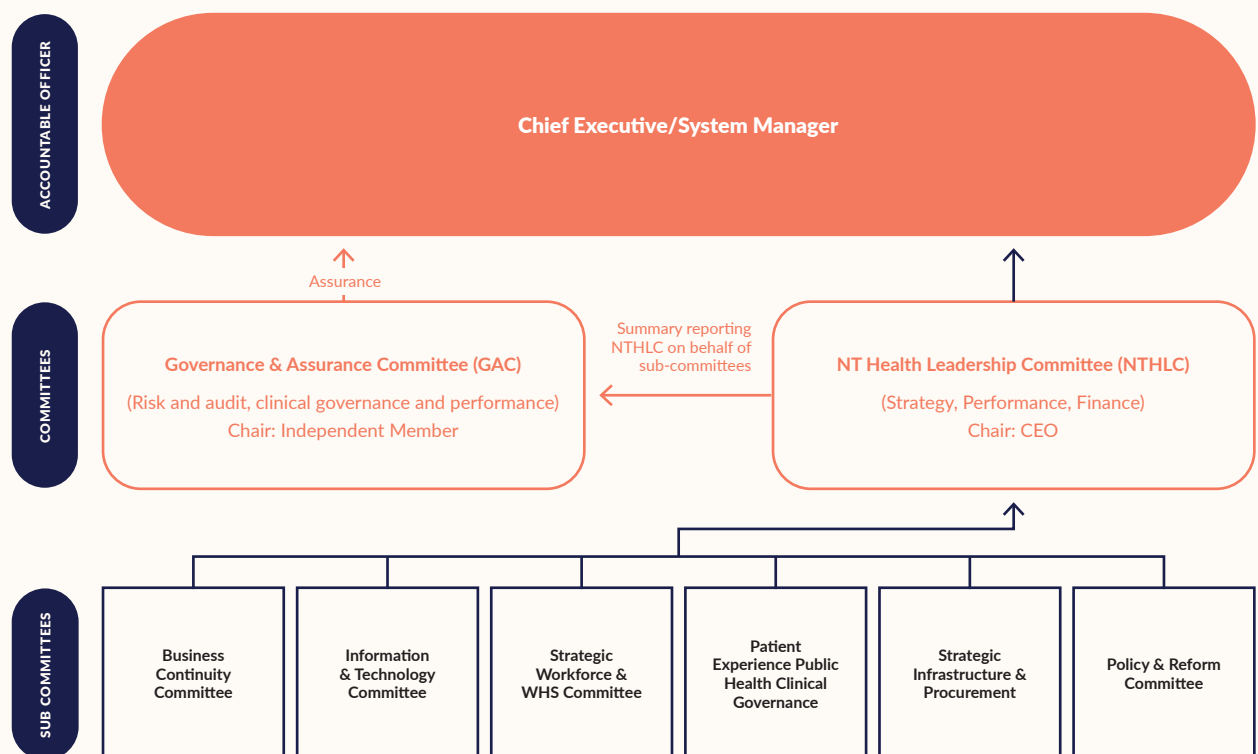 ACCOUNTABLE OFFICER
Chief Executive/System Manager
Assurance
COMMITTEES
Governance & Assurance Committee (GAC)
(Risk and audit, clinical governance and performance)
Chair: Independent Member
Summary reporting
NTHLC on behalf of
sub-committees
NT Health Leadership Committee (NTHLC)
(Strategy, Performance, Finance)
Chair: CEO
SUB COMMITTEES
Business
Continuity
Committee
Information
& Technology
Committee
Strategic
Workforce &
WHS Committee
Patient
Experience Public
Health Clinical
Governance
Strategic
Infrastructure &
Procurement
Policy & Reform
Committee